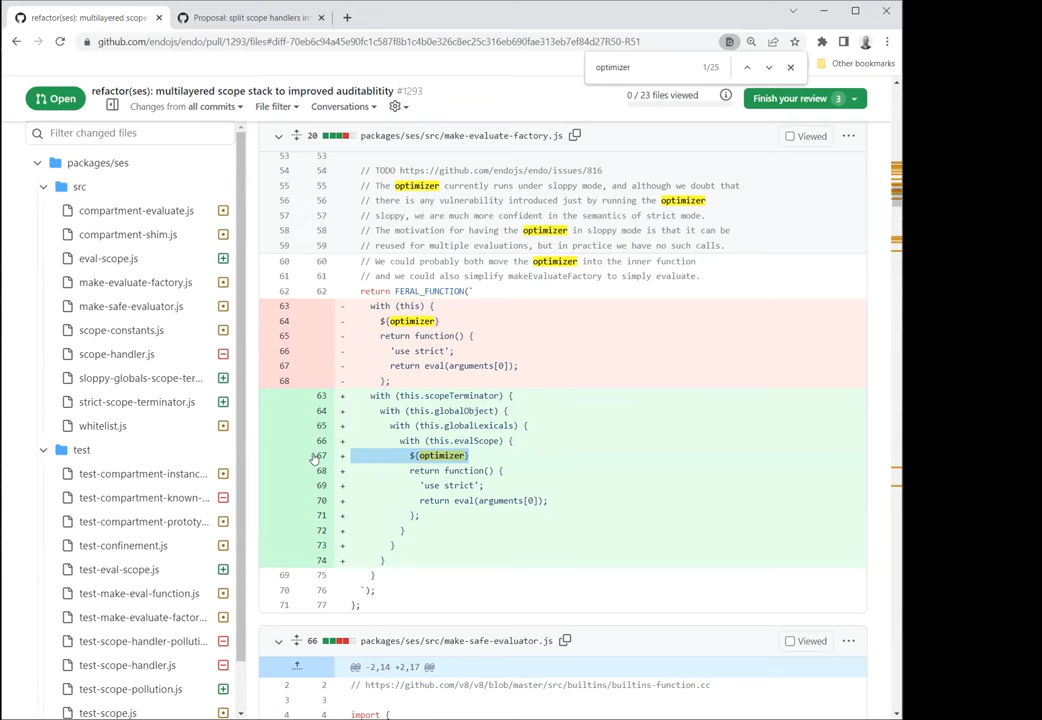 refactor(ses): multilayered scope
Proposal: split scope handlers in
github.com/endojs/endo/pull/1293/files#diff-70eb6c94a45e90fc1c587f8b1c4b0e326c8ec25c316eb690fae313eb7ef84d27R50-R51
optimizer 1/25
Other bookmarks
Open
refactor(ses): multilayered scope stack to improved auditablitity #1293
Changes from all commits File filter Conversations
0 / 23 files viewed
Finish your review 3
Filter changed files
packages/ses
src
compartment-evaluate.js
compartment-shim.js
eval-scope.js
make-evaluate-factory.js
make-safe-evaluator.js
scope-constants.js
scope-handler.js
sloppy-globals-scope-ter...
strict-scope-terminator.js
whitelist.js
test
test-compartment-instanc...
test-compartment-known-...
test-compartment-prototy...
test-confinement.js
test-eval-scope.js
test-make-eval-function.js
test-make-evaluate-factor...
test-scope-handler-polluti...
test-scope-handler.js
test-scope-pollution.js
test-scope.js
20 packages/ses/src/make-evaluate-factory.js Viewed
53 53
54 54 // TODO https://github.com/endojs/endo/issues/816
55 55 // The optimizer currently runs under sloppy mode, and although we doubt that
56 56 // there is any vulnerability introduced just by running the optimizer
57 57 // sloppy, we are much more confident in the semantics of strict mode.
58 58 // The motivation for having the optimizer in sloppy mode is that it can be
59 59 // reused for multiple evaluations, but in practice we have no such calls.
60 60 // We could probably both move the optimizer into the inner function
61 61 // and we could also simplify makeEvaluateFactory to simply evaluate.
62 62 return FERAL_FUNCTION(`
63 - with (this) {
64 - ${optimizer}
65 - return function() {
66 - 'use strict';
67 - return eval(arguments[0]);
68 - };
63 + with (this.scopeTerminator) {
64 + with (this.globalObject) {
65 + with (this.globalLexicals) {
66 + with (this.evalScope) {
67 + ${optimizer}
68 + return function() {
69 + 'use strict';
70 + return eval(arguments[0]);
71 + };
72 + }
73 + }
74 + }
69 75 }
70 76 `);
71 77 };
66 packages/ses/src/make-safe-evaluator.js Viewed
@@ -2,14 +2,17 @@
2 2 // https://github.com/v8/v8/blob/master/src/builtins/builtins-function.cc
3 3
4 4 import {